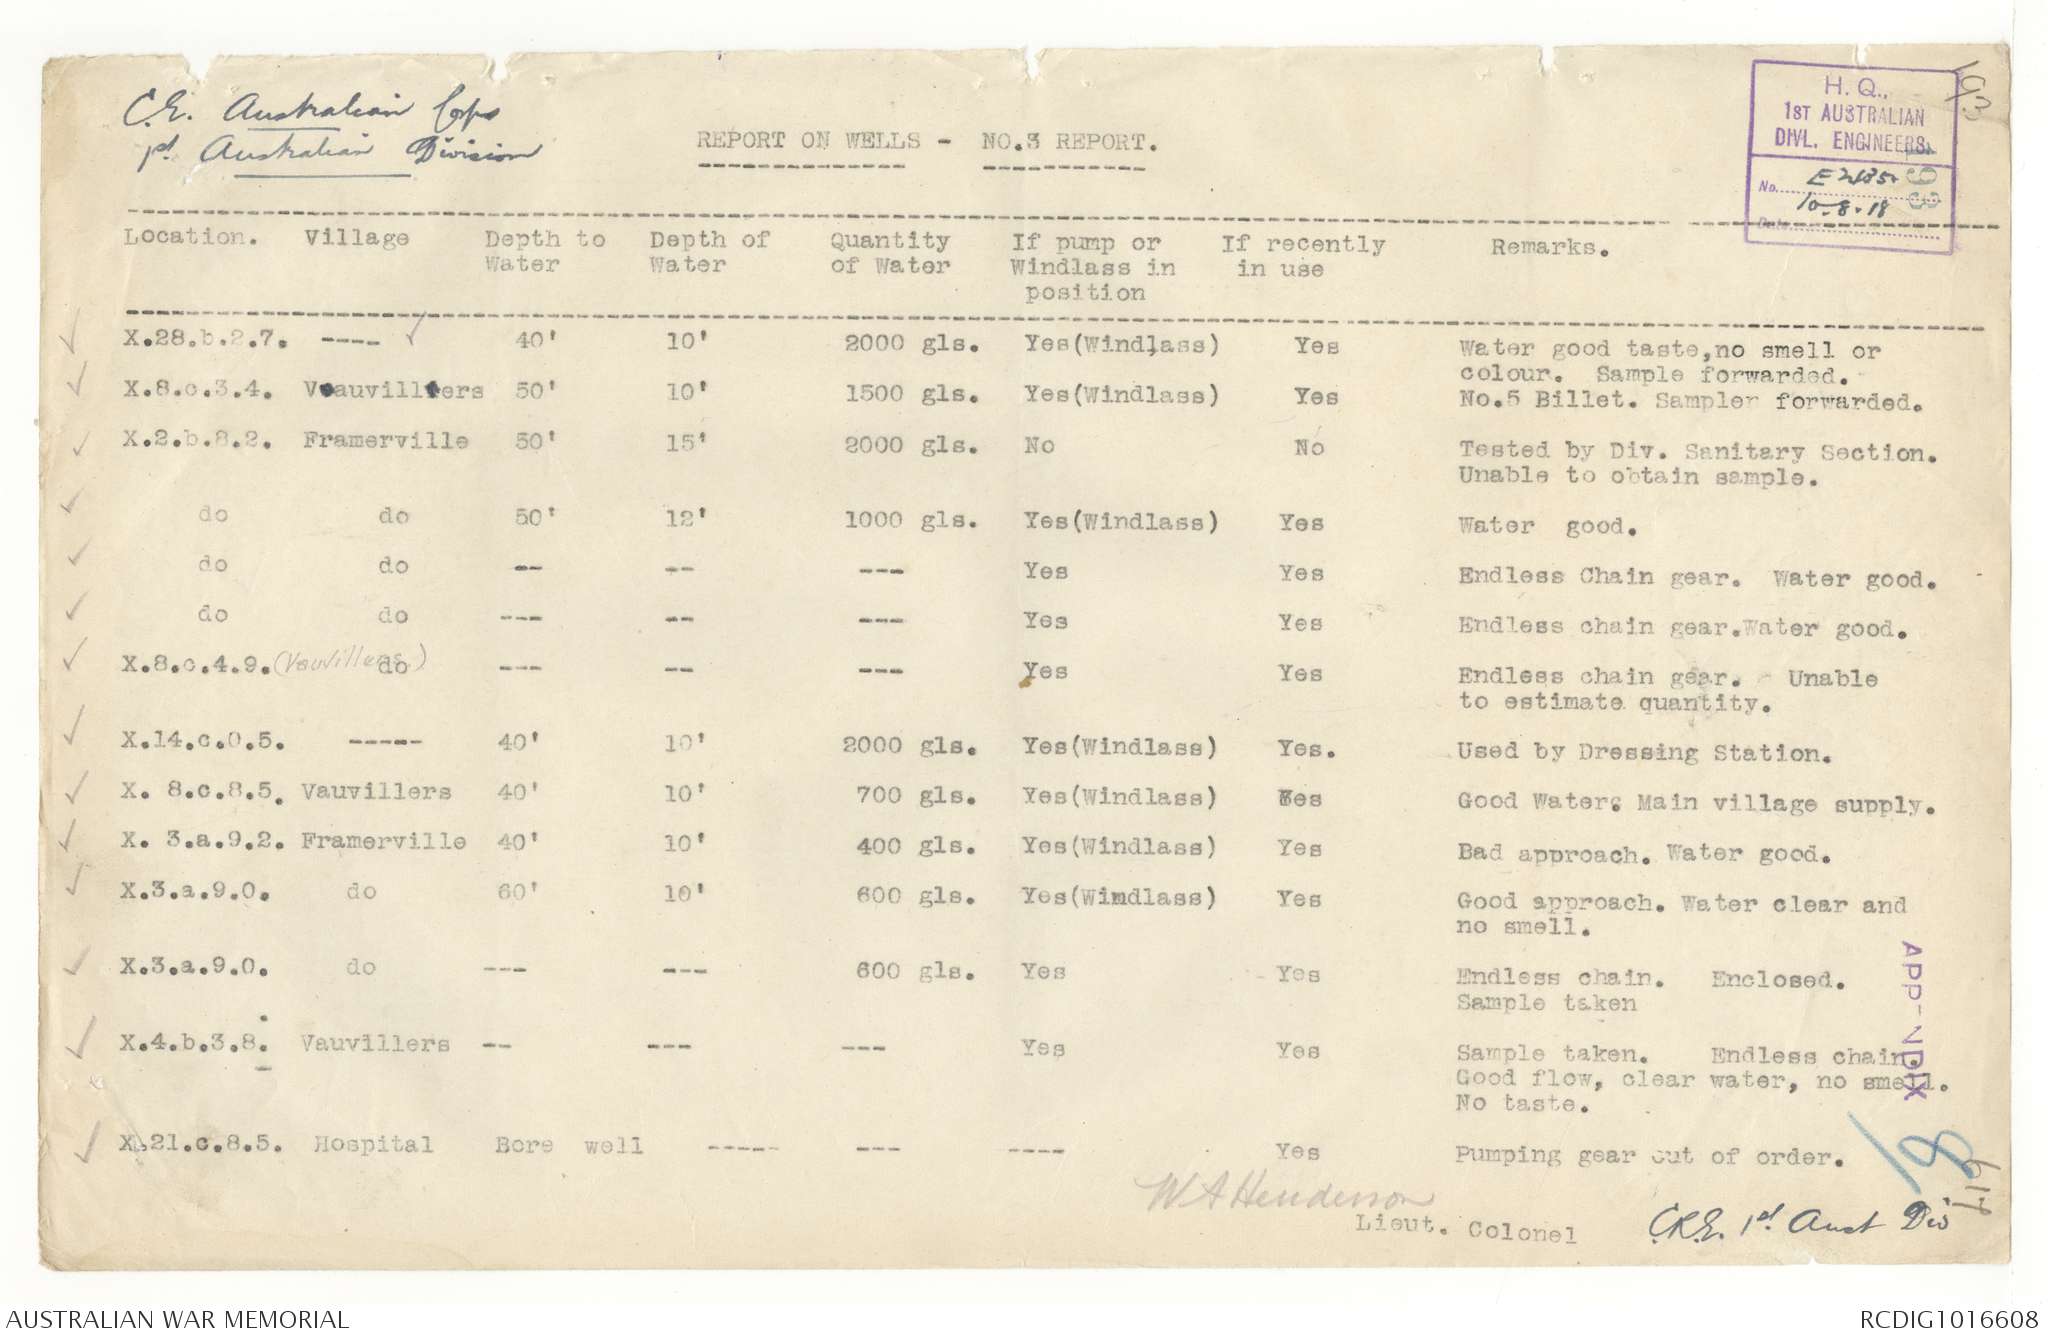 C.E. Australian Corps
1st Australian Division
REPORT ON WELLS - NO.3 REPORT.
H.Q.,
1ST AUSTRALIAN
DIVL. ENGINEERS.
No.
Date 10-8-18
193
Location. Village Depth to Depth of Quantity If pump or If recently Remarks.
Water Water of Water Windlass in in use
position
X.28.b.2.7. ---- 40' 10' 2000 gls. Yes(Windlass) Yes Water good taste,no smell or
colour. Sample forwarded.
X.8.c.3.4. Vauvillers 50' 10' 1500 gls. Yes(Windlass) Yes No.5 Billet. Sampler forwarded.
X.2.b.8.2. Framerville 50' 15' 2000 gls. No No Tested by Div. Sanitary Section.
Unable to obtain sample.
do do 50' 12' 1000 gls. Yes(Windlass) Yes Water good.
do do -- -- --- Yes Yes Endless Chain gear. Water good.
do do --- -- --- Yes Yes Endless chain gear.Water good.
X.8.c.4.9. (Vauvillers) do --- -- --- Yes Yes Endless chain gear. Unable
to estimate quantity.
X.14.c.0.5. ----- 40' 10' 2000 gls. Yes(Windlass) Yes. Used by Dressing Station.
X. 8.c.8.5. Vauvillers 40' 10' 700 gls. Yes(Windlass) Yes Good Water. Main village supply.
X. 3.a.9.2. Framerville 40' 10' 400 gls. Yes(Windlass) Yes Bad approach. Water good.
X.3.a.9.0. do 60' 10' 600 gls. Yes(Windlass) Yes Good approach. Water clear and
no smell.
X.3.a.9.0. do --- --- 600 gls. Yes - Yes Endless chain. Enclosed.
Sample taken
X.4.b.3.8. Vauvillers -- --- --- Yes Yes Sample taken. Endless chain.
Good flow, clear water, no smell.
No taste.
X.21.c.8.5. Hospital Bore well ----- --- ---- Yes Pumping gear out of order.
APPENDIX
18
W A Henderson
Lieut. Colonel C.R.E. 1st Aust Div
AUSTRALIAN WAR MEMORIAL RCDIG1016608